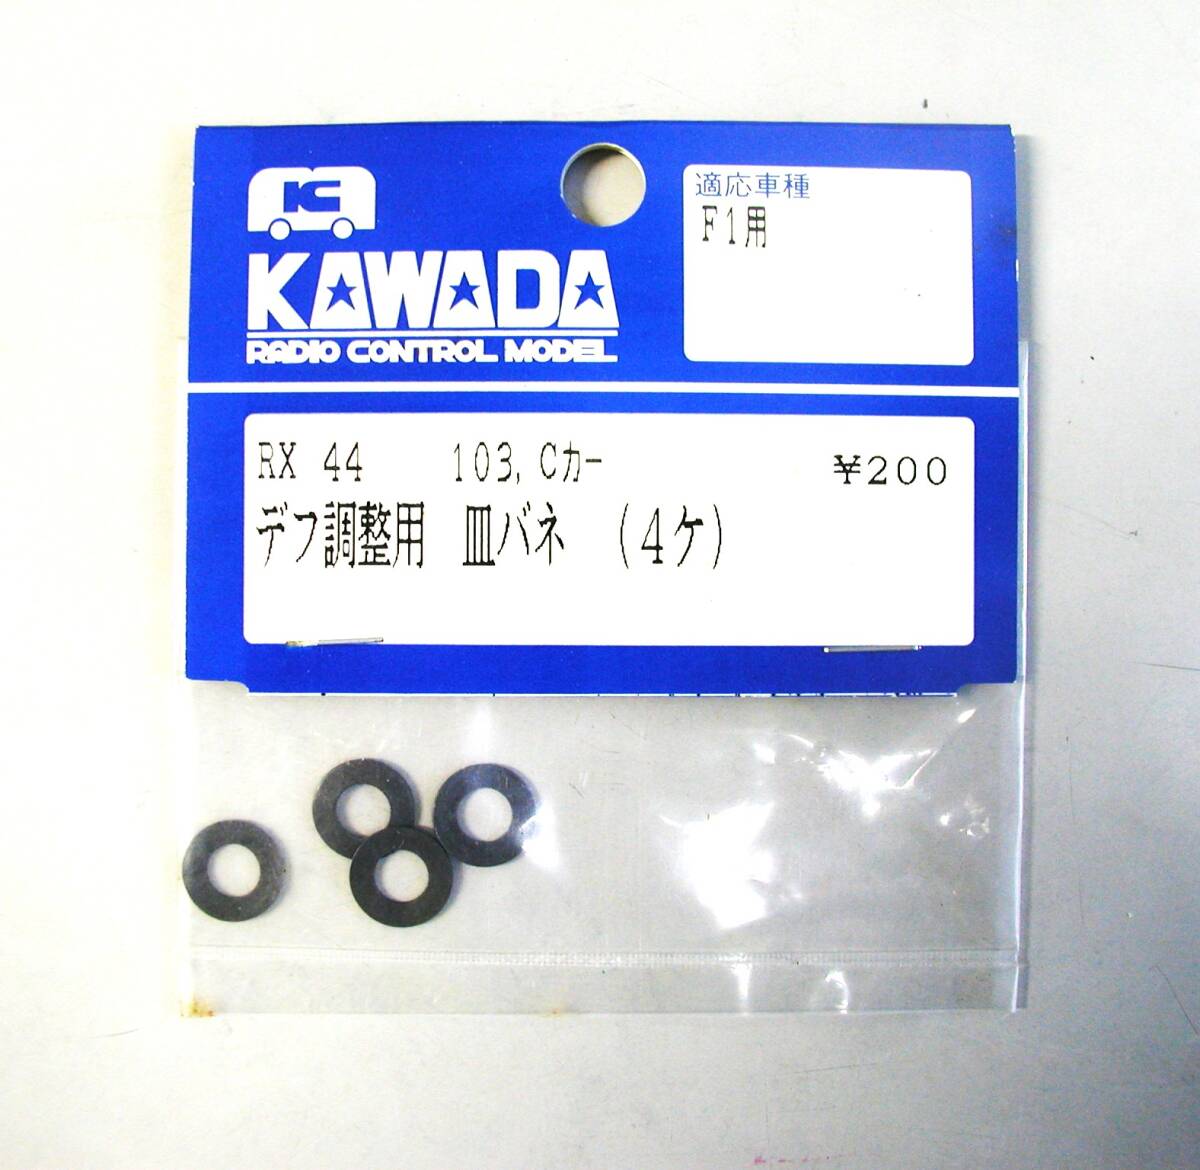 KAWADA
RADIO CONTROL MODEL
適応車種
F1用
RX 44 103,Cカー ¥200
デフ調整用 皿バネ (4ケ)